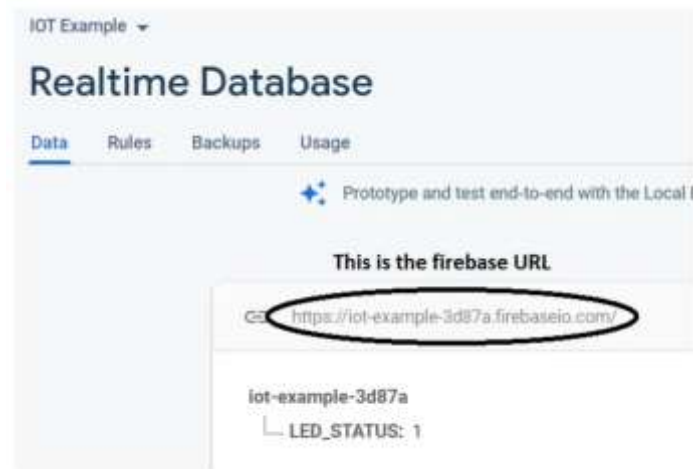 IOT Example
Realtime Database
Data Rules Backups Usage
Prototype and test end-to-end with the Local
This is the firebase URL
https://iot-example-3d87a.firebaseio.com/
iot-example-3d87a
LED_STATUS: 1